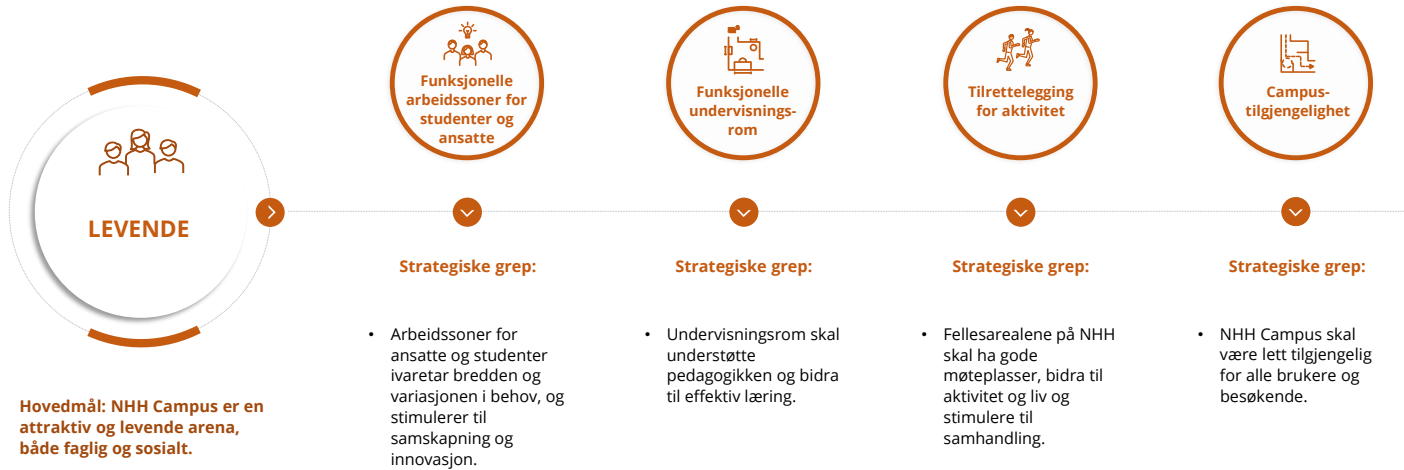 LEVENDE
Hovedmål: NHH Campus er en
attraktiv og levende arena,
både faglig og sosialt.
Funksjonelle
arbeidssoner for
studenter og
ansatte
Strategiske grep:
• Arbeidssoner for
ansatte og studenter
ivaretar bredden og
variasjonen i behov, og
stimulerer til
samskapning og
innovasjon.
Funksjonelle
undervisnings-
rom
Strategiske grep:
• Undervisningsrom skal
understøtte
pedagogikken og bidra
til effektiv læring.
Tilrettelegging
for aktivitet
Strategiske grep:
• Fellesarealene på NHH
skal ha gode
møteplasser, bidra til
aktivitet og liv og
stimulere til
samhandling.
Campus-
tilgjengelighet
Strategiske grep:
• NHH Campus skal
være lett tilgjengelig
for alle brukere og
besøkende.